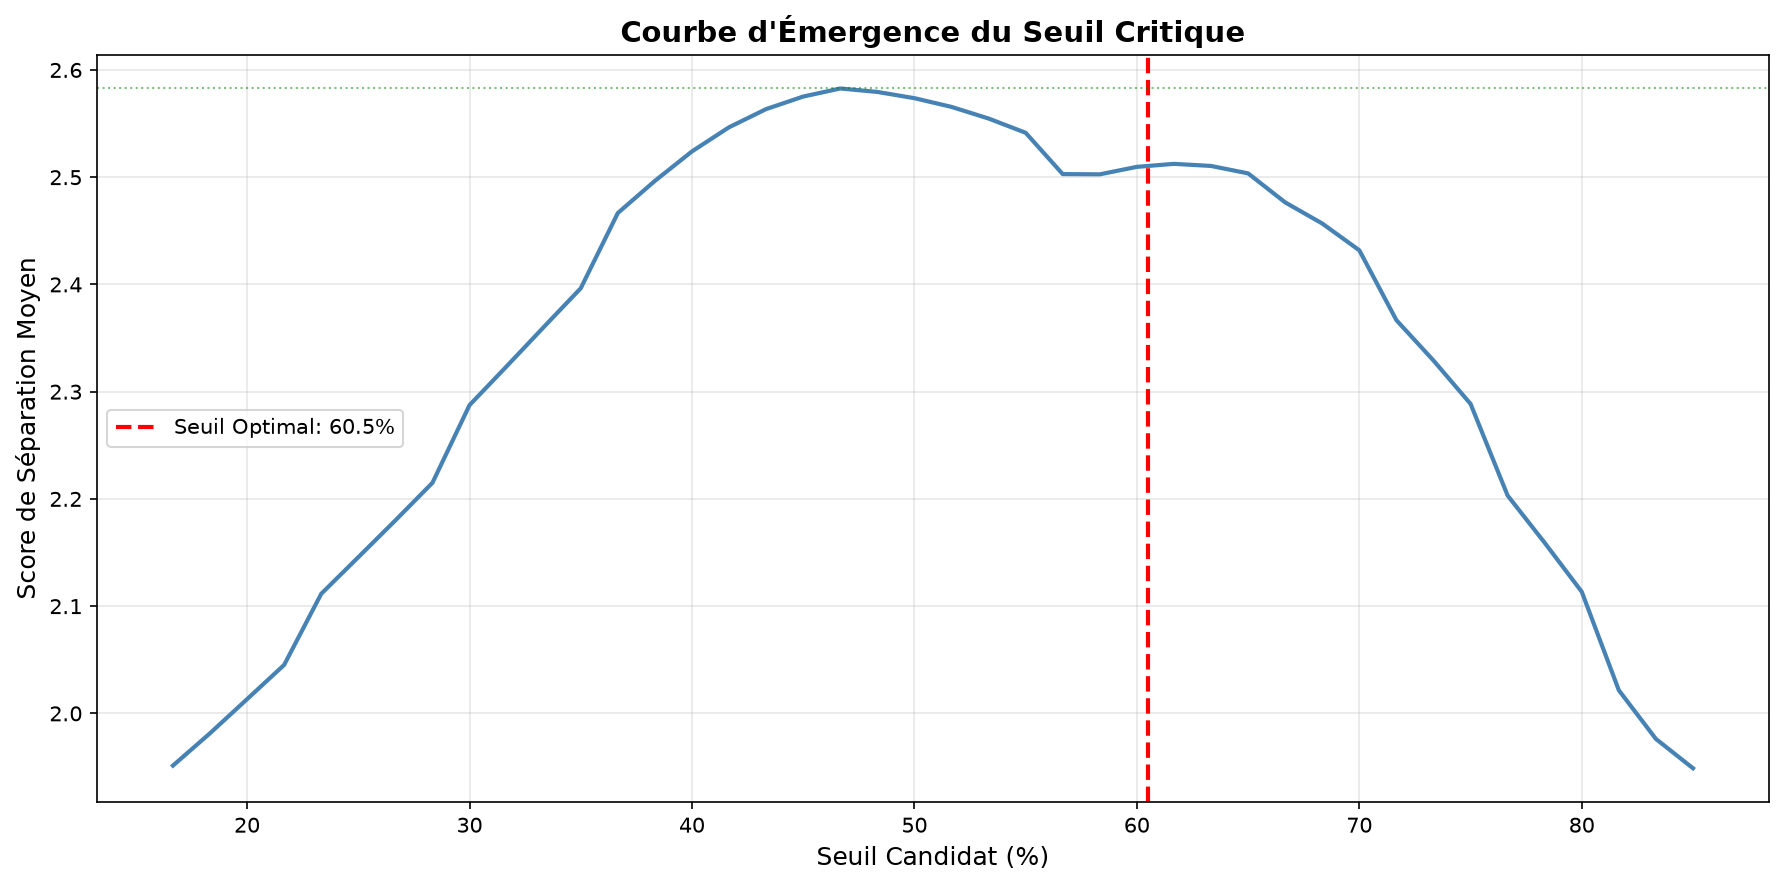 Courbe d'Émergence du Seuil Critique
Score de Séparation Moyen
2.6
2.5
2.4
2.3
2.2
2.1
2.0
Seuil Optimal: 60.5%
20 30 40 50 60 70 80
Seuil Candidat (%)